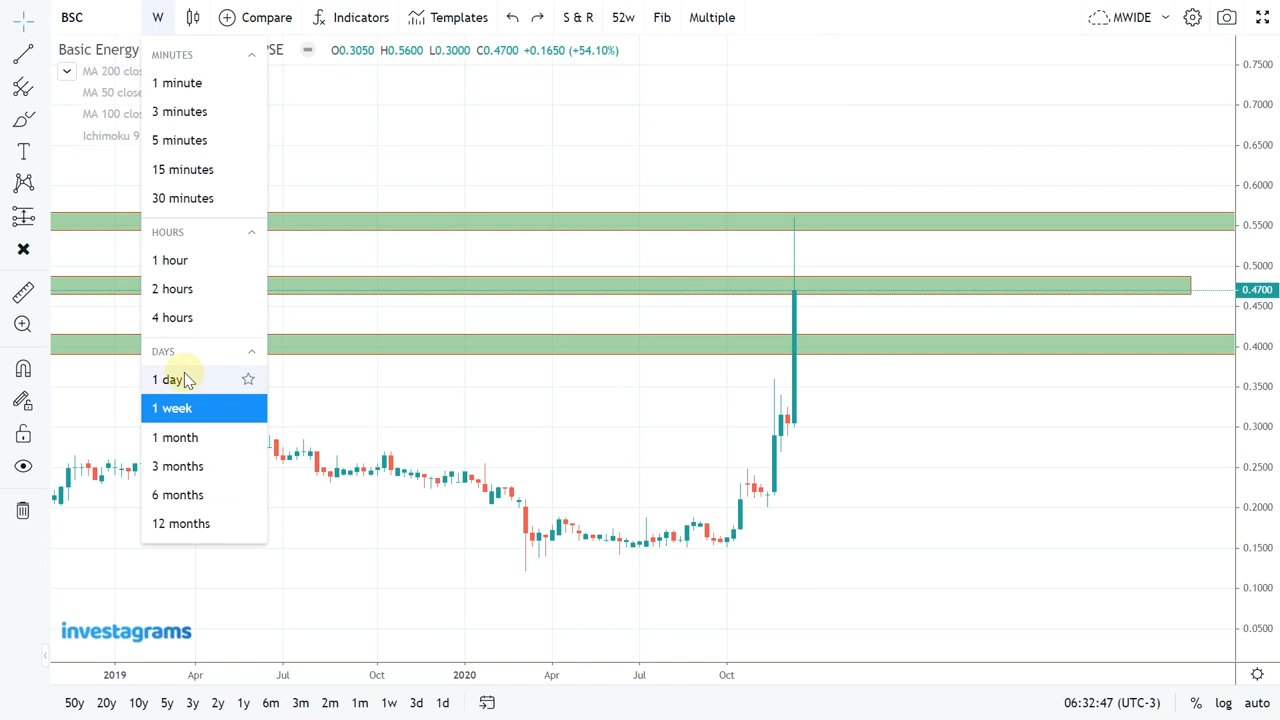 BSC W Compare Indicators Templates S & R 52w Fib Multiple MWIDE
Basic Energy PSE O0.3050 H0.5600 L0.3000 C0.4700 +0.1650 (+54.10%)
MA 200 clos
MA 50 close
MA 100 clos
Ichimoku 9
MINUTES
1 minute
3 minutes
5 minutes
15 minutes
30 minutes
HOURS
1 hour
2 hours
4 hours
DAYS
1 day
1 week
1 month
3 months
6 months
12 months
0.7500
0.7000
0.6500
0.6000
0.5500
0.5000
0.4700
0.4500
0.4000
0.3500
0.3000
0.2500
0.2000
0.1500
0.1000
0.0500
investagrams
2019 Apr Jul Oct 2020 Apr Jul Oct
50y 20y 10y 5y 3y 2y 1y 6m 3m 2m 1m 1w 3d 1d 06:32:47 (UTC-3) % log auto